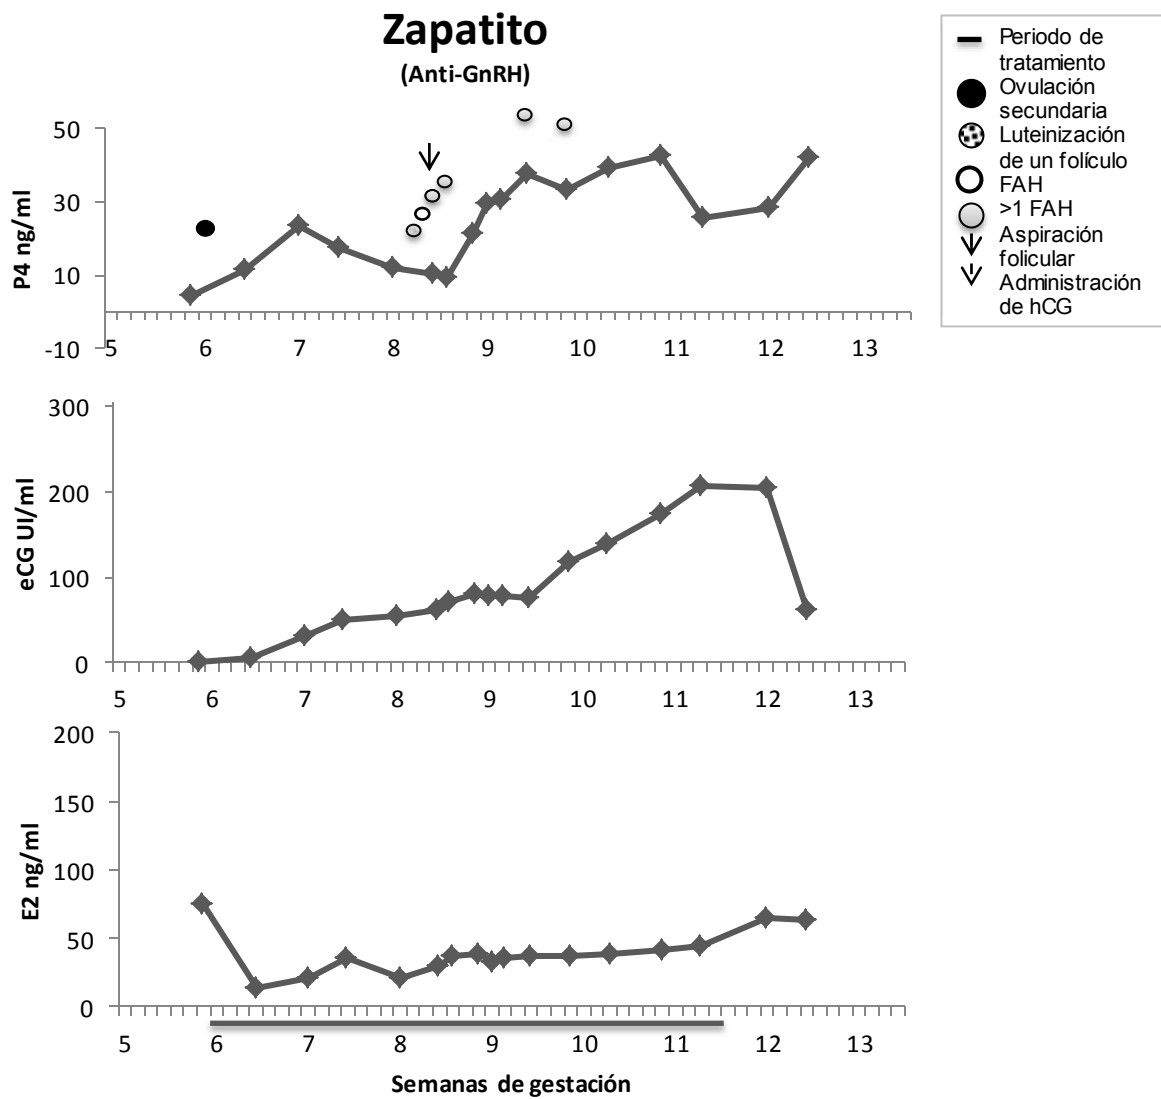 Zapatito
(Anti-GnRH)
Periodo de
tratamiento
Ovulación
secundaria
Luteinización
de un folículo
FAH
>1 FAH
Aspiración
folicular
Administración
de hCG
P4 ng/ml
50
30
10
-10
5 6 7 8 9 10 11 12 13
eCG UI/ml
300
200
100
0
5 6 7 8 9 10 11 12 13
E2 ng/ml
200
150
100
50
0
5 6 7 8 9 10 11 12 13
Semanas de gestación